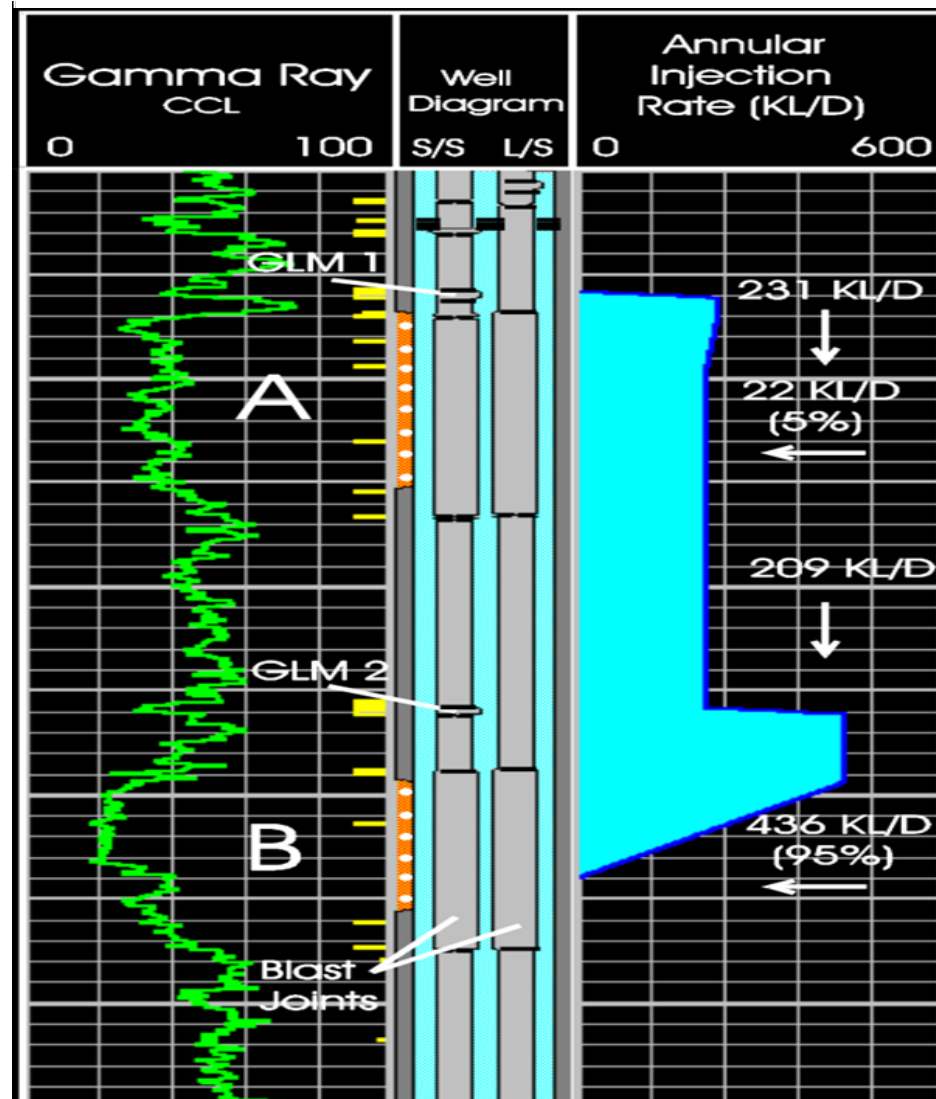 Gamma Ray
CCL
0 100
Well
Diagram
S/S L/S
Annular
Injection
Rate (KL/D)
0 600
GLM 1
231 KL/D
A
22 KL/D
(5%)
209 KL/D
GLM 2
B
436 KL/D
(95%)
Blast
Joints